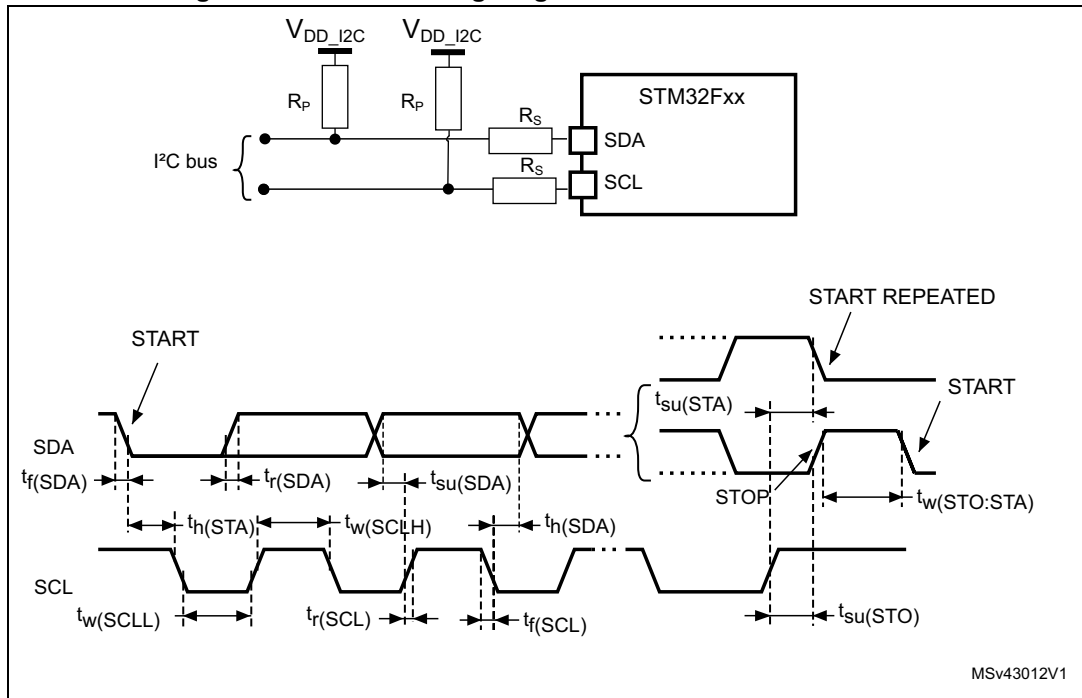 VDD_I2C VDD_I2C
RP RP
STM32Fxx
RS
SDA
I²C bus
RS
SCL
START REPEATED
START
START
tsu(STA)
SDA
tf(SDA) tr(SDA) tsu(SDA)
STOP
tw(STO:STA)
th(STA) tw(SCLH) th(SDA)
SCL
tw(SCLL) tr(SCL) tf(SCL) tsu(STO)
MSv43012V1